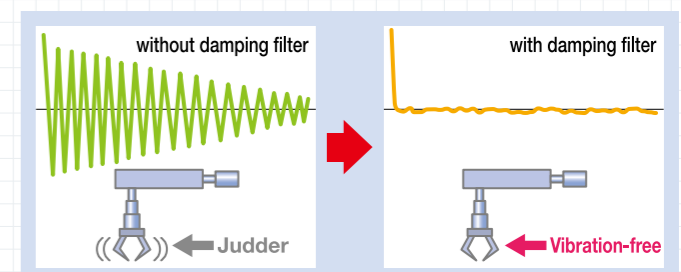 without damping filter
with damping filter
Judder
Vibration-free